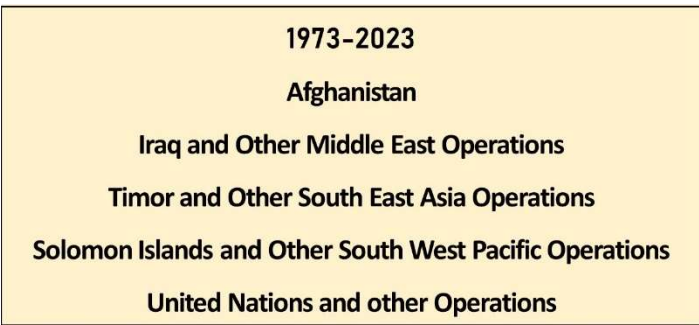 1973-2023
Afghanistan
Iraq and Other Middle East Operations
Timor and Other South East Asia Operations
Solomon Islands and Other South West Pacific Operations
United Nations and other Operations